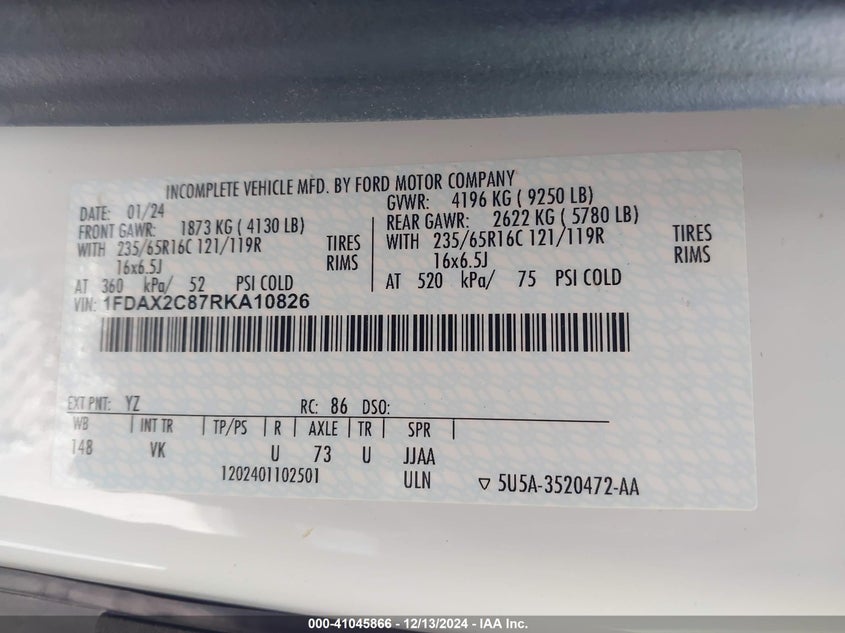 INCOMPLETE VEHICLE MFD. BY FORD MOTOR COMPANY
DATE: 01/24
GVWR: 4196 KG ( 9250 LB)
FRONT GAWR: 1873 KG ( 4130 LB)
REAR GAWR: 2622 KG ( 5780 LB)
WITH 235/65R16C 121/119R TIRES
16x6.5J RIMS
AT 360 kPa/ 52 PSI COLD
WITH 235/65R16C 121/119R TIRES
16x6.5J RIMS
AT 520 kPa/ 75 PSI COLD
VIN: 1FDAX2C87RKA10826
EXT PNT: YZ RC: 86 DSO:
WB INT TR TP/PS R AXLE TR SPR
148 VK U 73 U JJAA
1202401102501 ULN ▽ 5U5A-3520472-AA
000-41045866 - 12/13/2024 - IAA Inc.